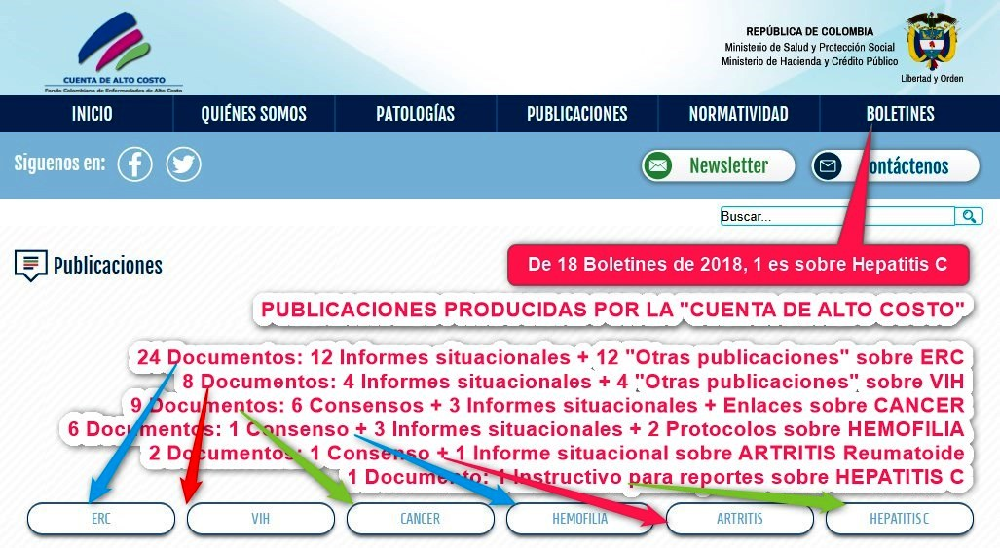 CUENTA DE ALTO COSTO
Fondo Colombiano de Enfermedades de Alto Costo
REPÚBLICA DE COLOMBIA
Ministerio de Salud y Protección Social
Ministerio de Hacienda y Crédito Público
Libertad y Orden
INICIO
QUIÉNES SOMOS
PATOLOGÍAS
PUBLICACIONES
NORMATIVIDAD
BOLETINES
Siguenos en:
Newsletter
ontáctenos
Buscar...
Publicaciones
De 18 Boletines de 2018, 1 es sobre Hepatitis C
PUBLICACIONES PRODUCIDAS POR LA "CUENTA DE ALTO COSTO"
24 Documentos: 12 Informes situacionales + 12 "Otras publicaciones" sobre ERC
8 Documentos: 4 Informes situacionales + 4 "Otras publicaciones" sobre VIH
9 Documentos: 6 Consensos + 3 Informes situacionales + Enlaces sobre CANCER
6 Documentos: 1 Consenso + 3 Informes situacionales + 2 Protocolos sobre HEMOFILIA
2 Documentos: 1 Consenso + 1 Informe situacional sobre ARTRITIS Reumatoide
1 Documento: 1 Instructivo para reportes sobre HEPATITIS C
ERC
VIH
CANCER
HEMOFILIA
ARTRITIS
HEPATITIS C